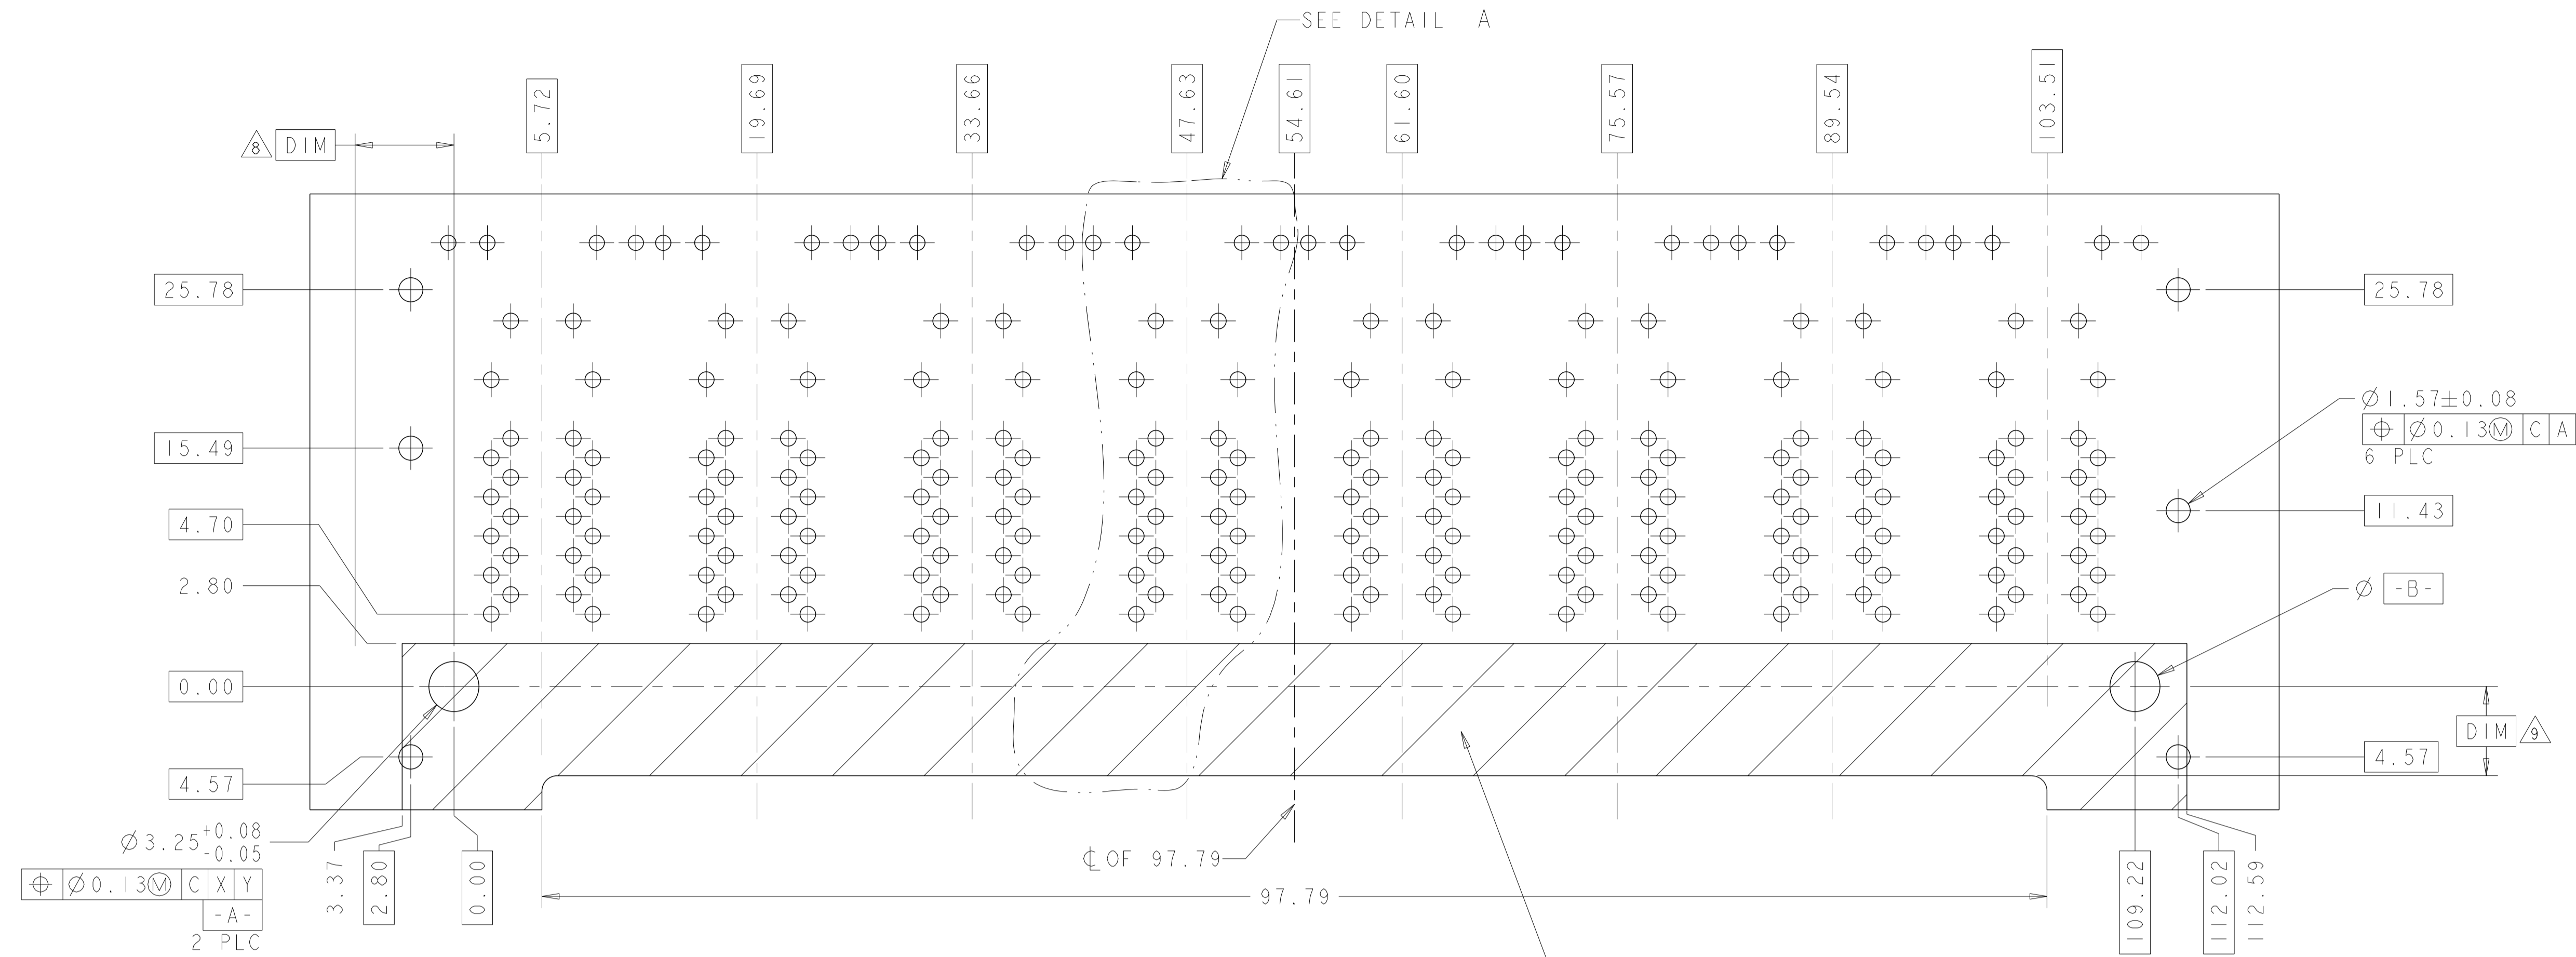 SEE DETAIL A
5.72
19.69
33.66
47.63
54.61
61.60
75.57
89.54
103.51
8 DIM
25.78
25.78
Ø1.57±0.08
⌖ Ø0.13Ⓜ C A
6 PLC
15.49
11.43
4.70
2.80
Ø -B-
0.00
DIM 9
4.57
4.57
Ø3.25 +0.08 -0.05
⌖ Ø0.13Ⓜ C X Y
-A-
2 PLC
3.37
2.80
0.00
℄ OF 97.79
97.79
109.22
112.02
112.59